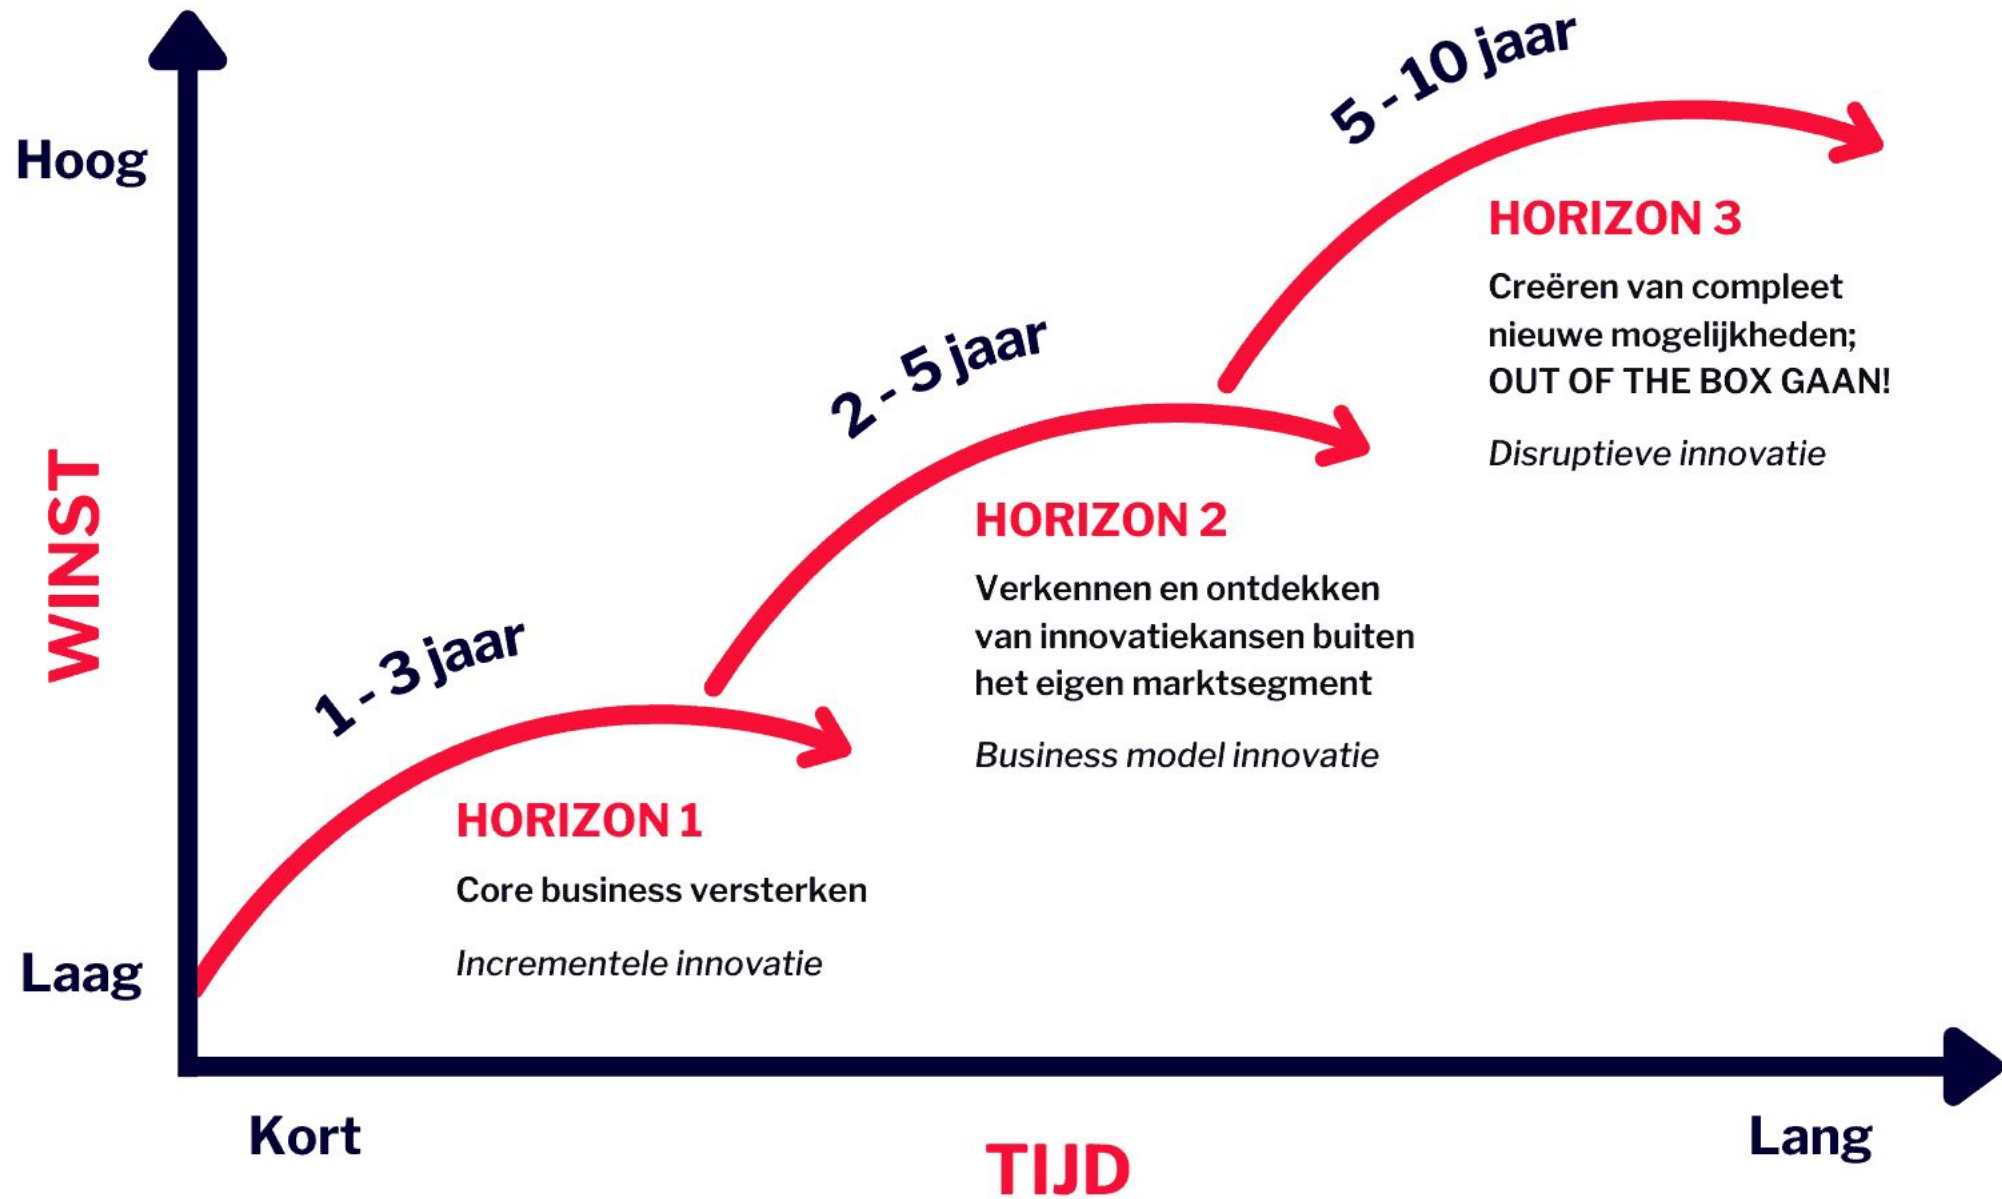 5 - 10 jaar
Hoog
HORIZON 3
Creëren van compleet
nieuwe mogelijkheden;
OUT OF THE BOX GAAN!
Disruptieve innovatie
2 - 5 jaar
WINST
HORIZON 2
Verkennen en ontdekken
van innovatiekansen buiten
het eigen marktsegment
Business model innovatie
1 - 3 jaar
HORIZON 1
Core business versterken
Incrementele innovatie
Laag
Kort
TIJD
Lang